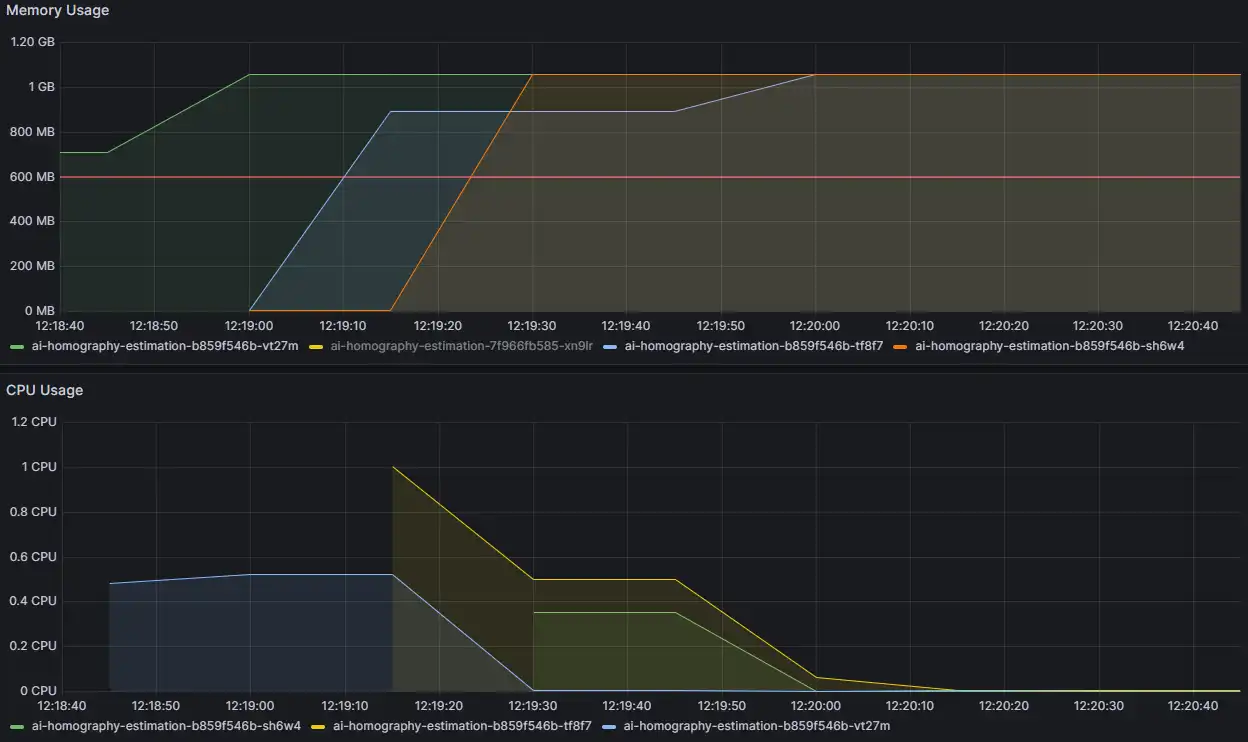 Memory Usage
1.20 GB
1 GB
800 MB
600 MB
400 MB
200 MB
0 MB
12:18:40 12:18:50 12:19:00 12:19:10 12:19:20 12:19:30 12:19:40 12:19:50 12:20:00 12:20:10 12:20:20 12:20:30 12:20:40
ai-homography-estimation-b859f546b-vt27m ai-homography-estimation-7f966fb585-xn9lr ai-homography-estimation-b859f546b-tf8f7 ai-homography-estimation-b859f546b-sh6w4
CPU Usage
1.2 CPU
1 CPU
0.8 CPU
0.6 CPU
0.4 CPU
0.2 CPU
0 CPU
12:18:40 12:18:50 12:19:00 12:19:10 12:19:20 12:19:30 12:19:40 12:19:50 12:20:00 12:20:10 12:20:20 12:20:30 12:20:40
ai-homography-estimation-b859f546b-sh6w4 ai-homography-estimation-b859f546b-tf8f7 ai-homography-estimation-b859f546b-vt27m